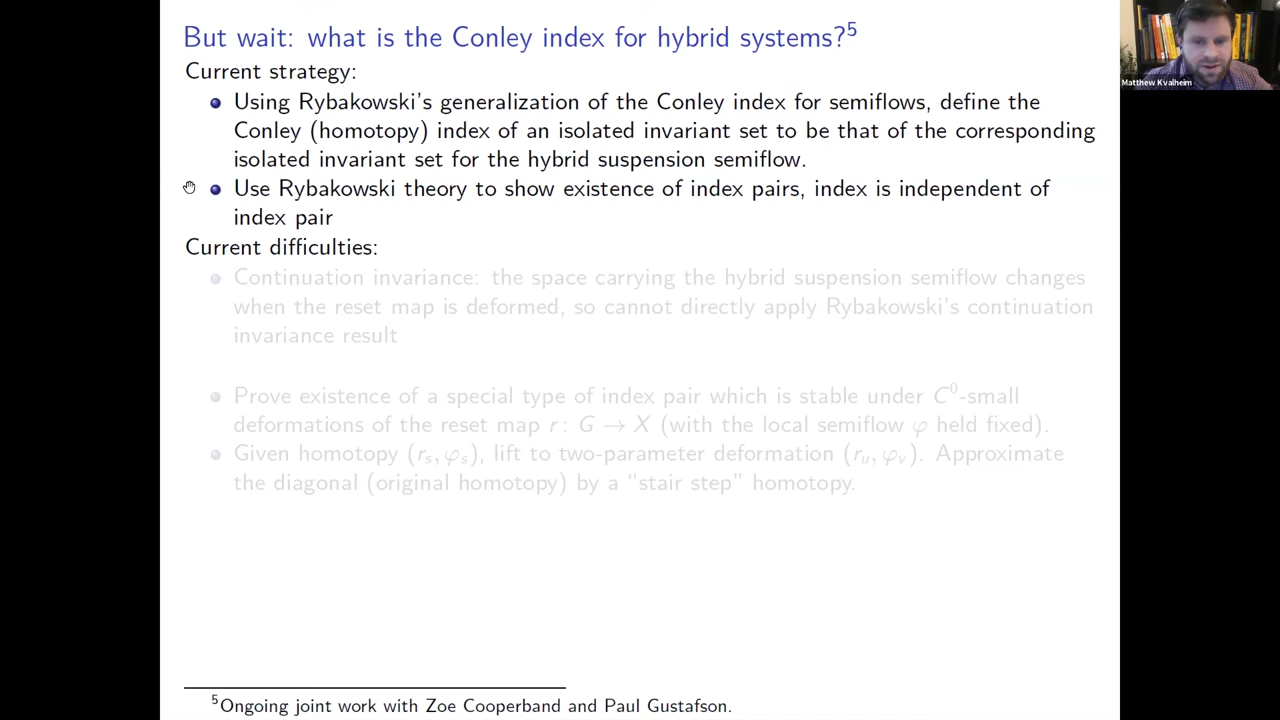 But wait: what is the Conley index for hybrid systems?⁵
Matthew Kvalheim
Current strategy:
Using Rybakowski's generalization of the Conley index for semiflows, define the
Conley (homotopy) index of an isolated invariant set to be that of the corresponding
isolated invariant set for the hybrid suspension semiflow.
Use Rybakowski theory to show existence of index pairs, index is independent of
index pair
Current difficulties:
Continuation invariance: the space carrying the hybrid suspension semiflow changes
when the reset map is deformed, so cannot directly apply Rybakowski's continuation
invariance result
Prove existence of a special type of index pair which is stable under C⁰-small
deformations of the reset map r: G → X (with the local semiflow φ held fixed).
Given homotopy (rₛ, φₛ), lift to two-parameter deformation (rᵤ, φᵥ). Approximate
the diagonal (original homotopy) by a “stair step” homotopy.
⁵Ongoing joint work with Zoe Cooperband and Paul Gustafson.